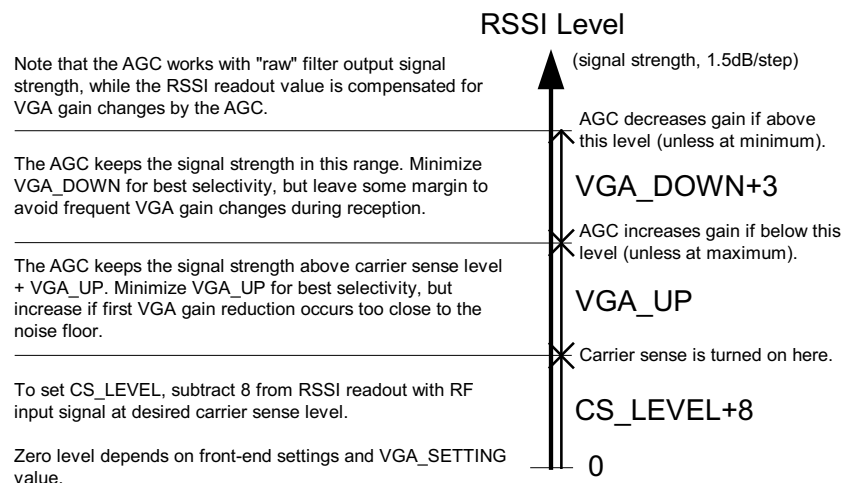 RSSI Level
Note that the AGC works with "raw" filter output signal
strength, while the RSSI readout value is compensated for
VGA gain changes by the AGC.
(signal strength, 1.5dB/step)
AGC decreases gain if above
this level (unless at minimum).
The AGC keeps the signal strength in this range. Minimize
VGA_DOWN for best selectivity, but leave some margin to
avoid frequent VGA gain changes during reception.
VGA_DOWN+3
AGC increases gain if below this
level (unless at maximum).
The AGC keeps the signal strength above carrier sense level
+ VGA_UP. Minimize VGA_UP for best selectivity, but
increase if first VGA gain reduction occurs too close to the
noise floor.
VGA_UP
Carrier sense is turned on here.
To set CS_LEVEL, subtract 8 from RSSI readout with RF
input signal at desired carrier sense level.
CS_LEVEL+8
Zero level depends on front-end settings and VGA_SETTING
value.
0